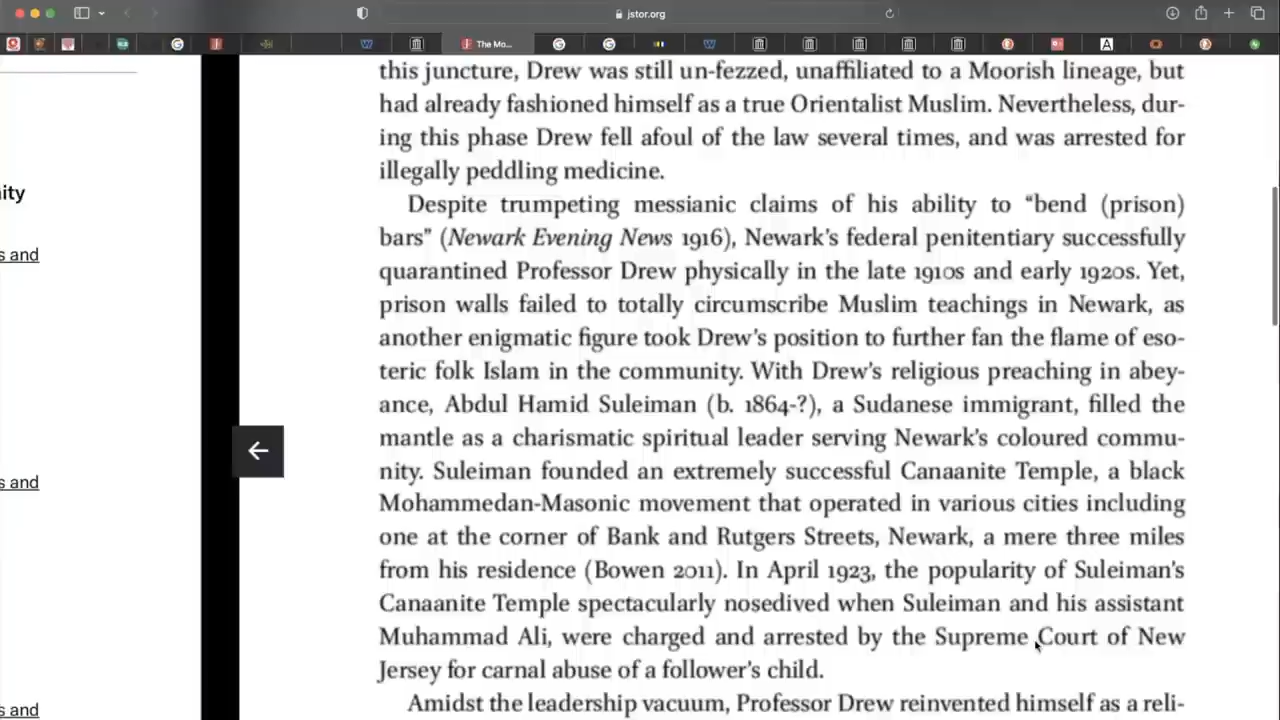 jstor.org
The Mo...
this juncture, Drew was still un-fezzed, unaffiliated to a Moorish lineage, but
had already fashioned himself as a true Orientalist Muslim. Nevertheless, dur-
ing this phase Drew fell afoul of the law several times, and was arrested for
illegally peddling medicine.
Despite trumpeting messianic claims of his ability to “bend (prison)
bars” (Newark Evening News 1916), Newark’s federal penitentiary successfully
quarantined Professor Drew physically in the late 1910s and early 1920s. Yet,
prison walls failed to totally circumscribe Muslim teachings in Newark, as
another enigmatic figure took Drew’s position to further fan the flame of eso-
teric folk Islam in the community. With Drew’s religious preaching in abey-
ance, Abdul Hamid Suleiman (b. 1864-?), a Sudanese immigrant, filled the
mantle as a charismatic spiritual leader serving Newark’s coloured commu-
nity. Suleiman founded an extremely successful Canaanite Temple, a black
Mohammedan-Masonic movement that operated in various cities including
one at the corner of Bank and Rutgers Streets, Newark, a mere three miles
from his residence (Bowen 2011). In April 1923, the popularity of Suleiman’s
Canaanite Temple spectacularly nosedived when Suleiman and his assistant
Muhammad Ali, were charged and arrested by the Supreme Court of New
Jersey for carnal abuse of a follower’s child.
Amidst the leadership vacuum, Professor Drew reinvented himself as a reli-
ity
s and
s and
s and